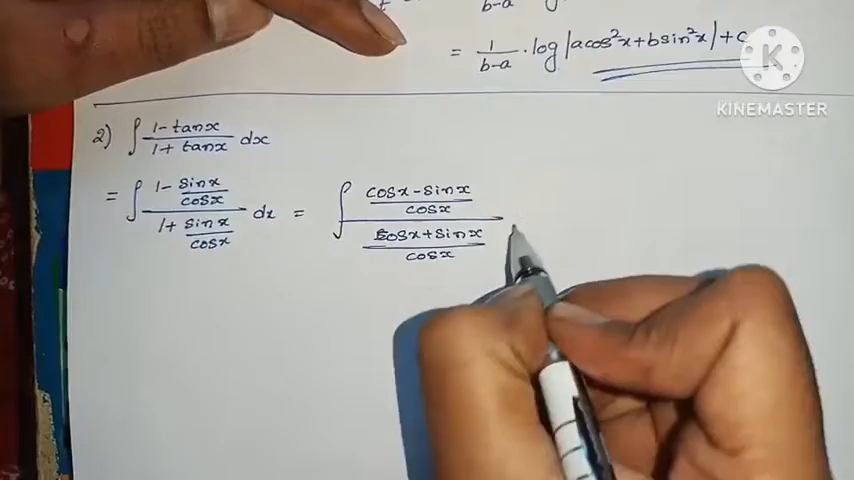 = 1/(b-a) · log |acos²x+bsin²x| + c
KINEMASTER
2) ∫ (1-tanx)/(1+tanx) dx
= ∫ (1 - sinx/cosx)/(1 + sinx/cosx) dx = ∫ ((cosx-sinx)/cosx)/((cosx+sinx)/cosx)